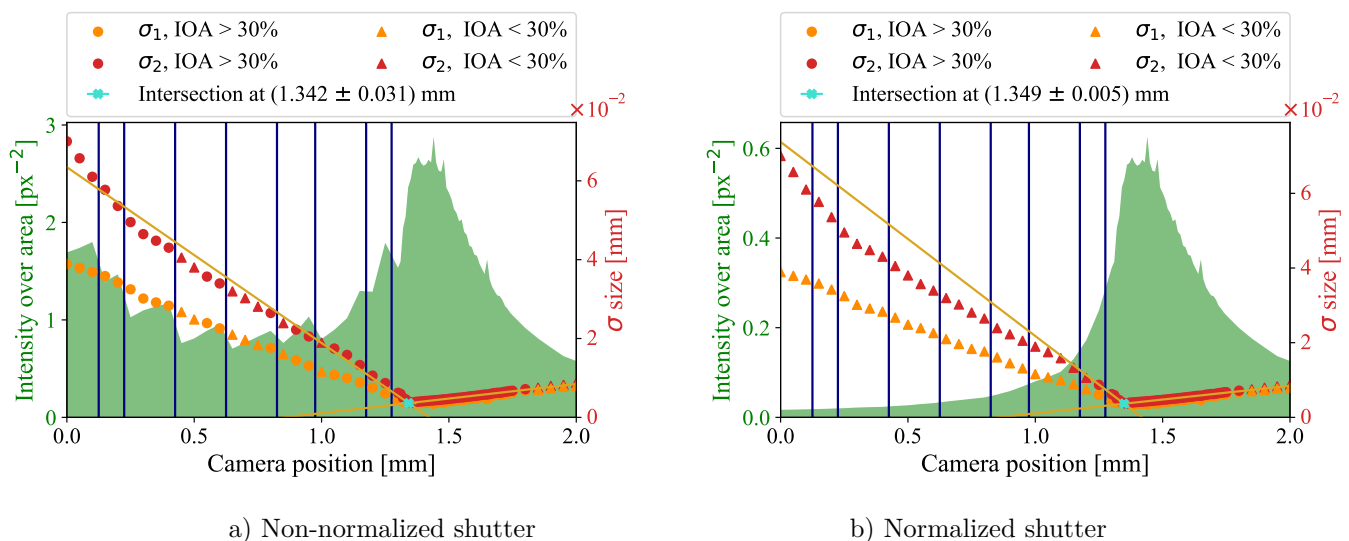 σ₁, IOA > 30%
σ₁, IOA < 30%
σ₂, IOA > 30%
σ₂, IOA < 30%
Intersection at (1.342 ± 0.031) mm
×10⁻²
Intensity over area [px⁻²]
3
2
1
0
6
4
2
0
σ size [mm]
0.0 0.5 1.0 1.5 2.0
Camera position [mm]
a) Non-normalized shutter
σ₁, IOA > 30%
σ₁, IOA < 30%
σ₂, IOA > 30%
σ₂, IOA < 30%
Intersection at (1.349 ± 0.005) mm
×10⁻²
Intensity over area [px⁻²]
0.6
0.4
0.2
0.0
6
4
2
0
σ size [mm]
0.0 0.5 1.0 1.5 2.0
Camera position [mm]
b) Normalized shutter